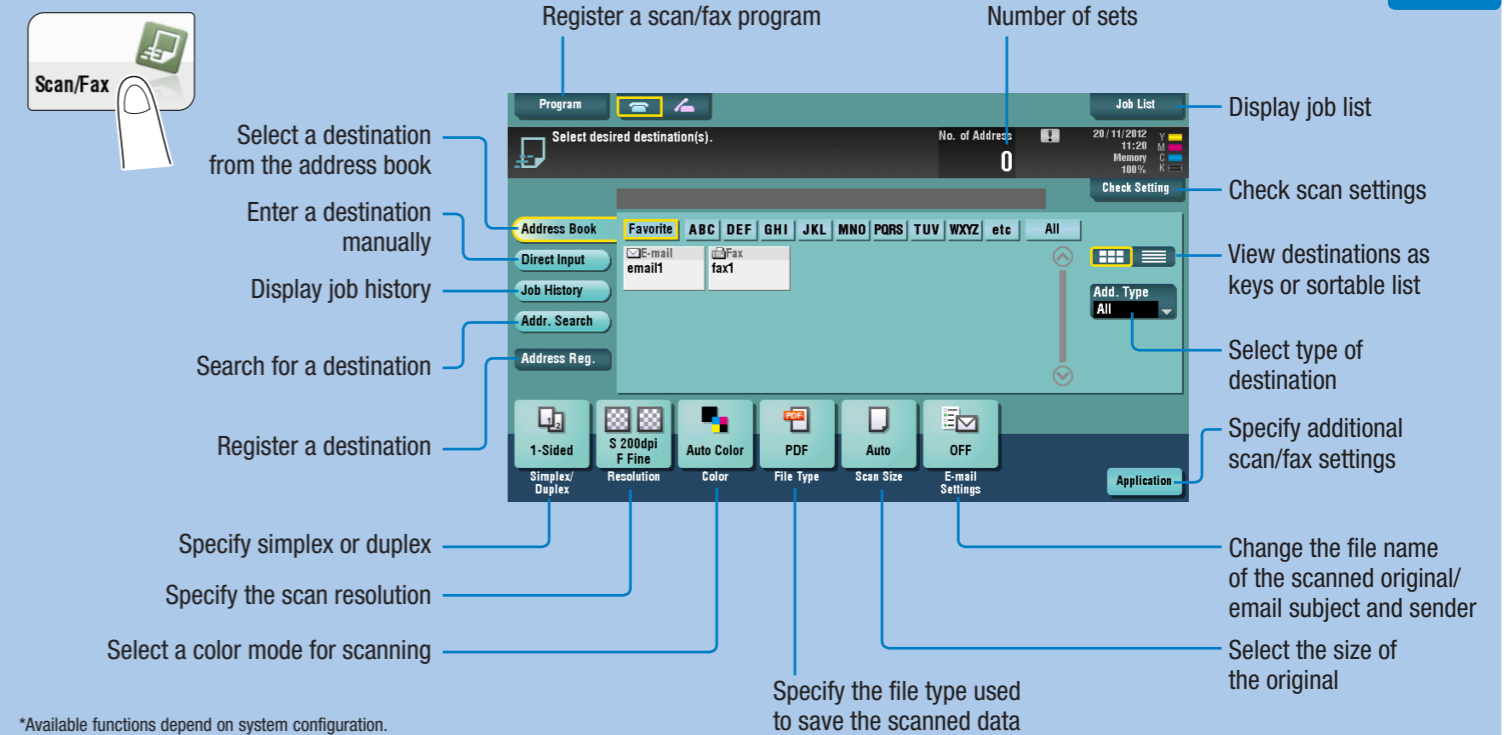 Register a scan/fax program
Number of sets
Scan/Fax
Program
Job List
Display job list
Select a destination
from the address book
Select desired destination(s).
No. of Address
0
20/11/2012
11:20
Memory
100%
Y
M
C
K
Check Setting
Check scan settings
Enter a destination
manually
Address Book
Favorite ABC DEF GHI JKL MNO PQRS TUV WXYZ etc All
Direct Input
E-mail
email1
Fax
fax1
View destinations as
keys or sortable list
Display job history
Job History
Add. Type
All
Addr. Search
Search for a destination
Address Reg.
Select type of
destination
Register a destination
1-Sided
S 200dpi
F Fine
Auto Color
PDF
PDF
Auto
OFF
Simplex/
Duplex
Resolution
Color
File Type
Scan Size
E-mail
Settings
Application
Specify additional
scan/fax settings
Specify simplex or duplex
Specify the scan resolution
Select a color mode for scanning
Change the file name
of the scanned original/
email subject and sender
Select the size of
the original
Specify the file type used
to save the scanned data
*Available functions depend on system configuration.